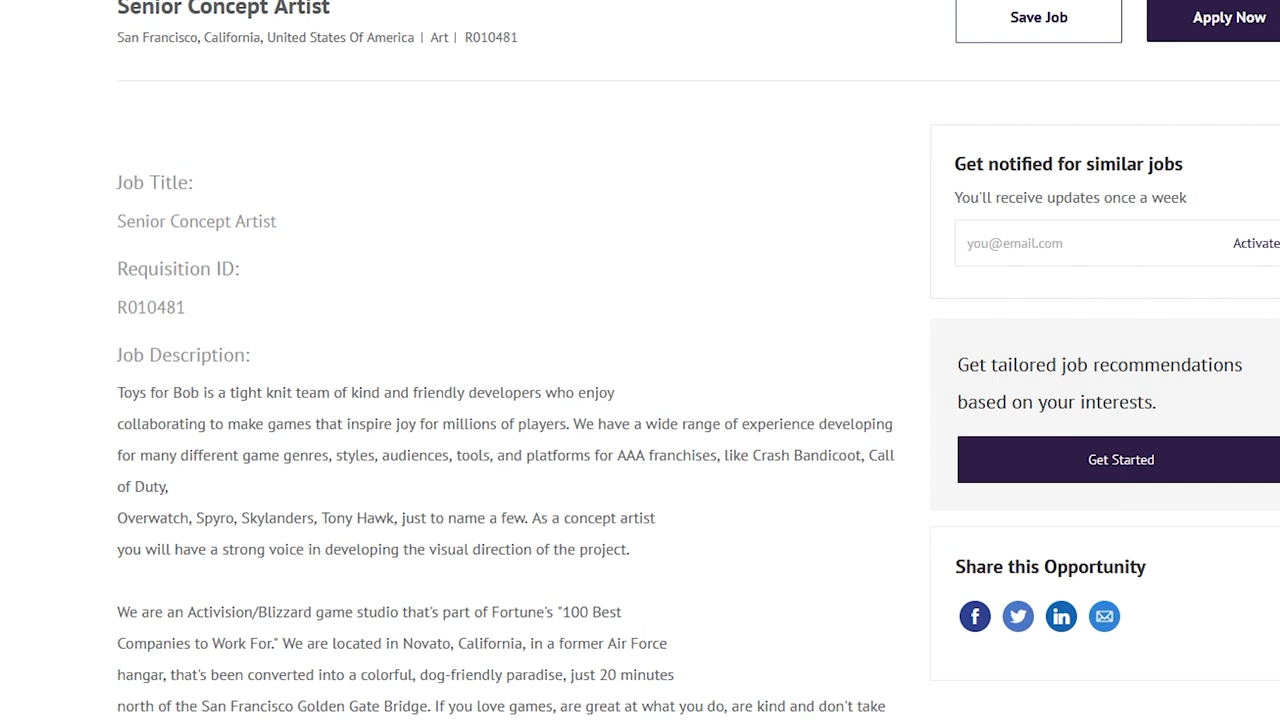 Senior Concept Artist
San Francisco, California, United States Of America | Art | R010481
Save Job
Apply Now
Job Title:
Senior Concept Artist
Requisition ID:
R010481
Job Description:
Toys for Bob is a tight knit team of kind and friendly developers who enjoy
collaborating to make games that inspire joy for millions of players. We have a wide range of experience developing
for many different game genres, styles, audiences, tools, and platforms for AAA franchises, like Crash Bandicoot, Call
of Duty,
Overwatch, Spyro, Skylanders, Tony Hawk, just to name a few. As a concept artist
you will have a strong voice in developing the visual direction of the project.
We are an Activision/Blizzard game studio that's part of Fortune's "100 Best
Companies to Work For." We are located in Novato, California, in a former Air Force
hangar, that's been converted into a colorful, dog-friendly paradise, just 20 minutes
north of the San Francisco Golden Gate Bridge. If you love games, are great at what you do, are kind and don't take
Get notified for similar jobs
You'll receive updates once a week
you@email.com
Activate
Get tailored job recommendations
based on your interests.
Get Started
Share this Opportunity